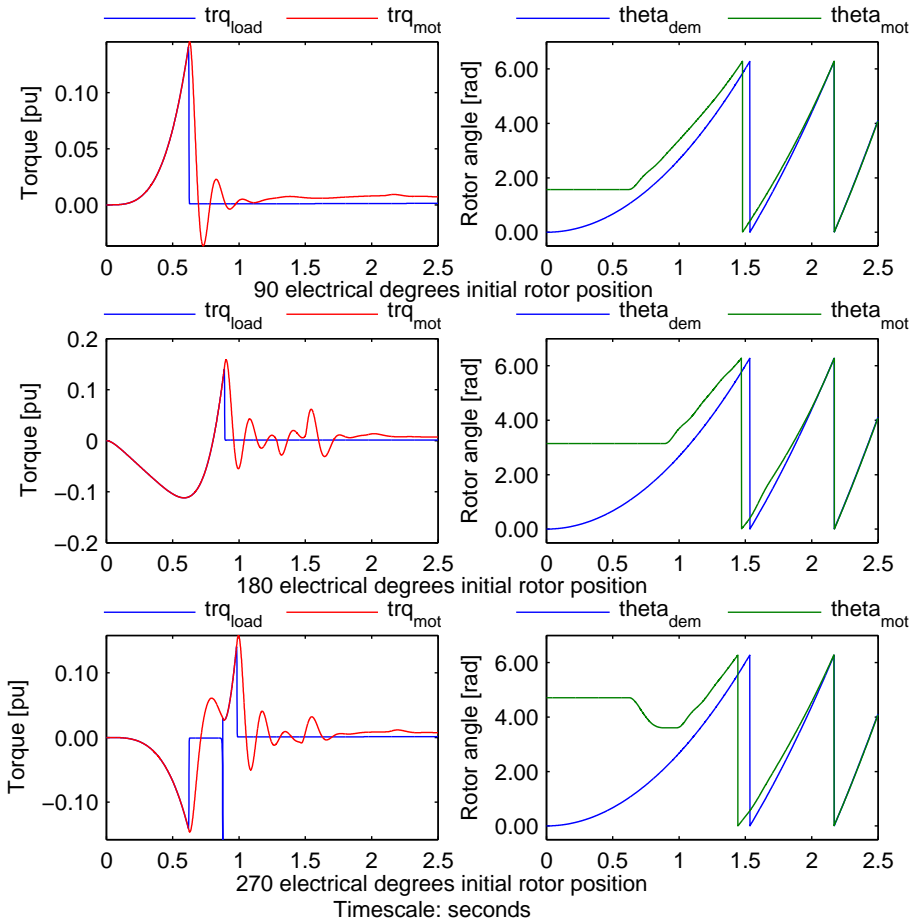 trq_load trq_mot theta_dem theta_mot
Torque [pu]
0.10
0.05
0.00
0 0.5 1 1.5 2 2.5
Rotor angle [rad]
6.00
4.00
2.00
0.00
0 0.5 1 1.5 2 2.5
90 electrical degrees initial rotor position
trq_load trq_mot theta_dem theta_mot
Torque [pu]
0.2
0.1
0
−0.1
−0.2
0 0.5 1 1.5 2 2.5
Rotor angle [rad]
6.00
4.00
2.00
0.00
0 0.5 1 1.5 2 2.5
180 electrical degrees initial rotor position
trq_load trq_mot theta_dem theta_mot
Torque [pu]
0.10
0.00
−0.10
0 0.5 1 1.5 2 2.5
Rotor angle [rad]
6.00
4.00
2.00
0.00
0 0.5 1 1.5 2 2.5
270 electrical degrees initial rotor position
Timescale: seconds